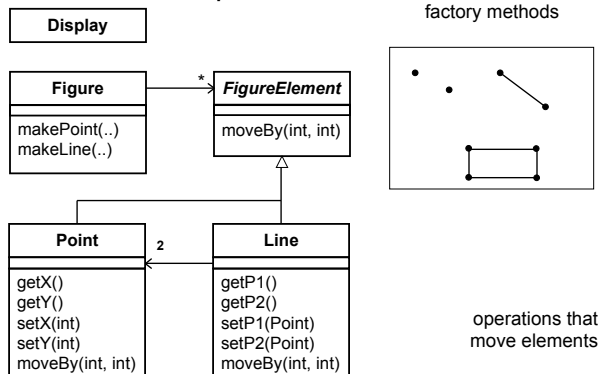 factory methods
Display
Figure
*
FigureElement
makePoint(..)
makeLine(..)
moveBy(int, int)
Point
2
Line
getX()
getY()
setX(int)
setY(int)
moveBy(int, int)
getP1()
getP2()
setP1(Point)
setP2(Point)
moveBy(int, int)
operations that
move elements